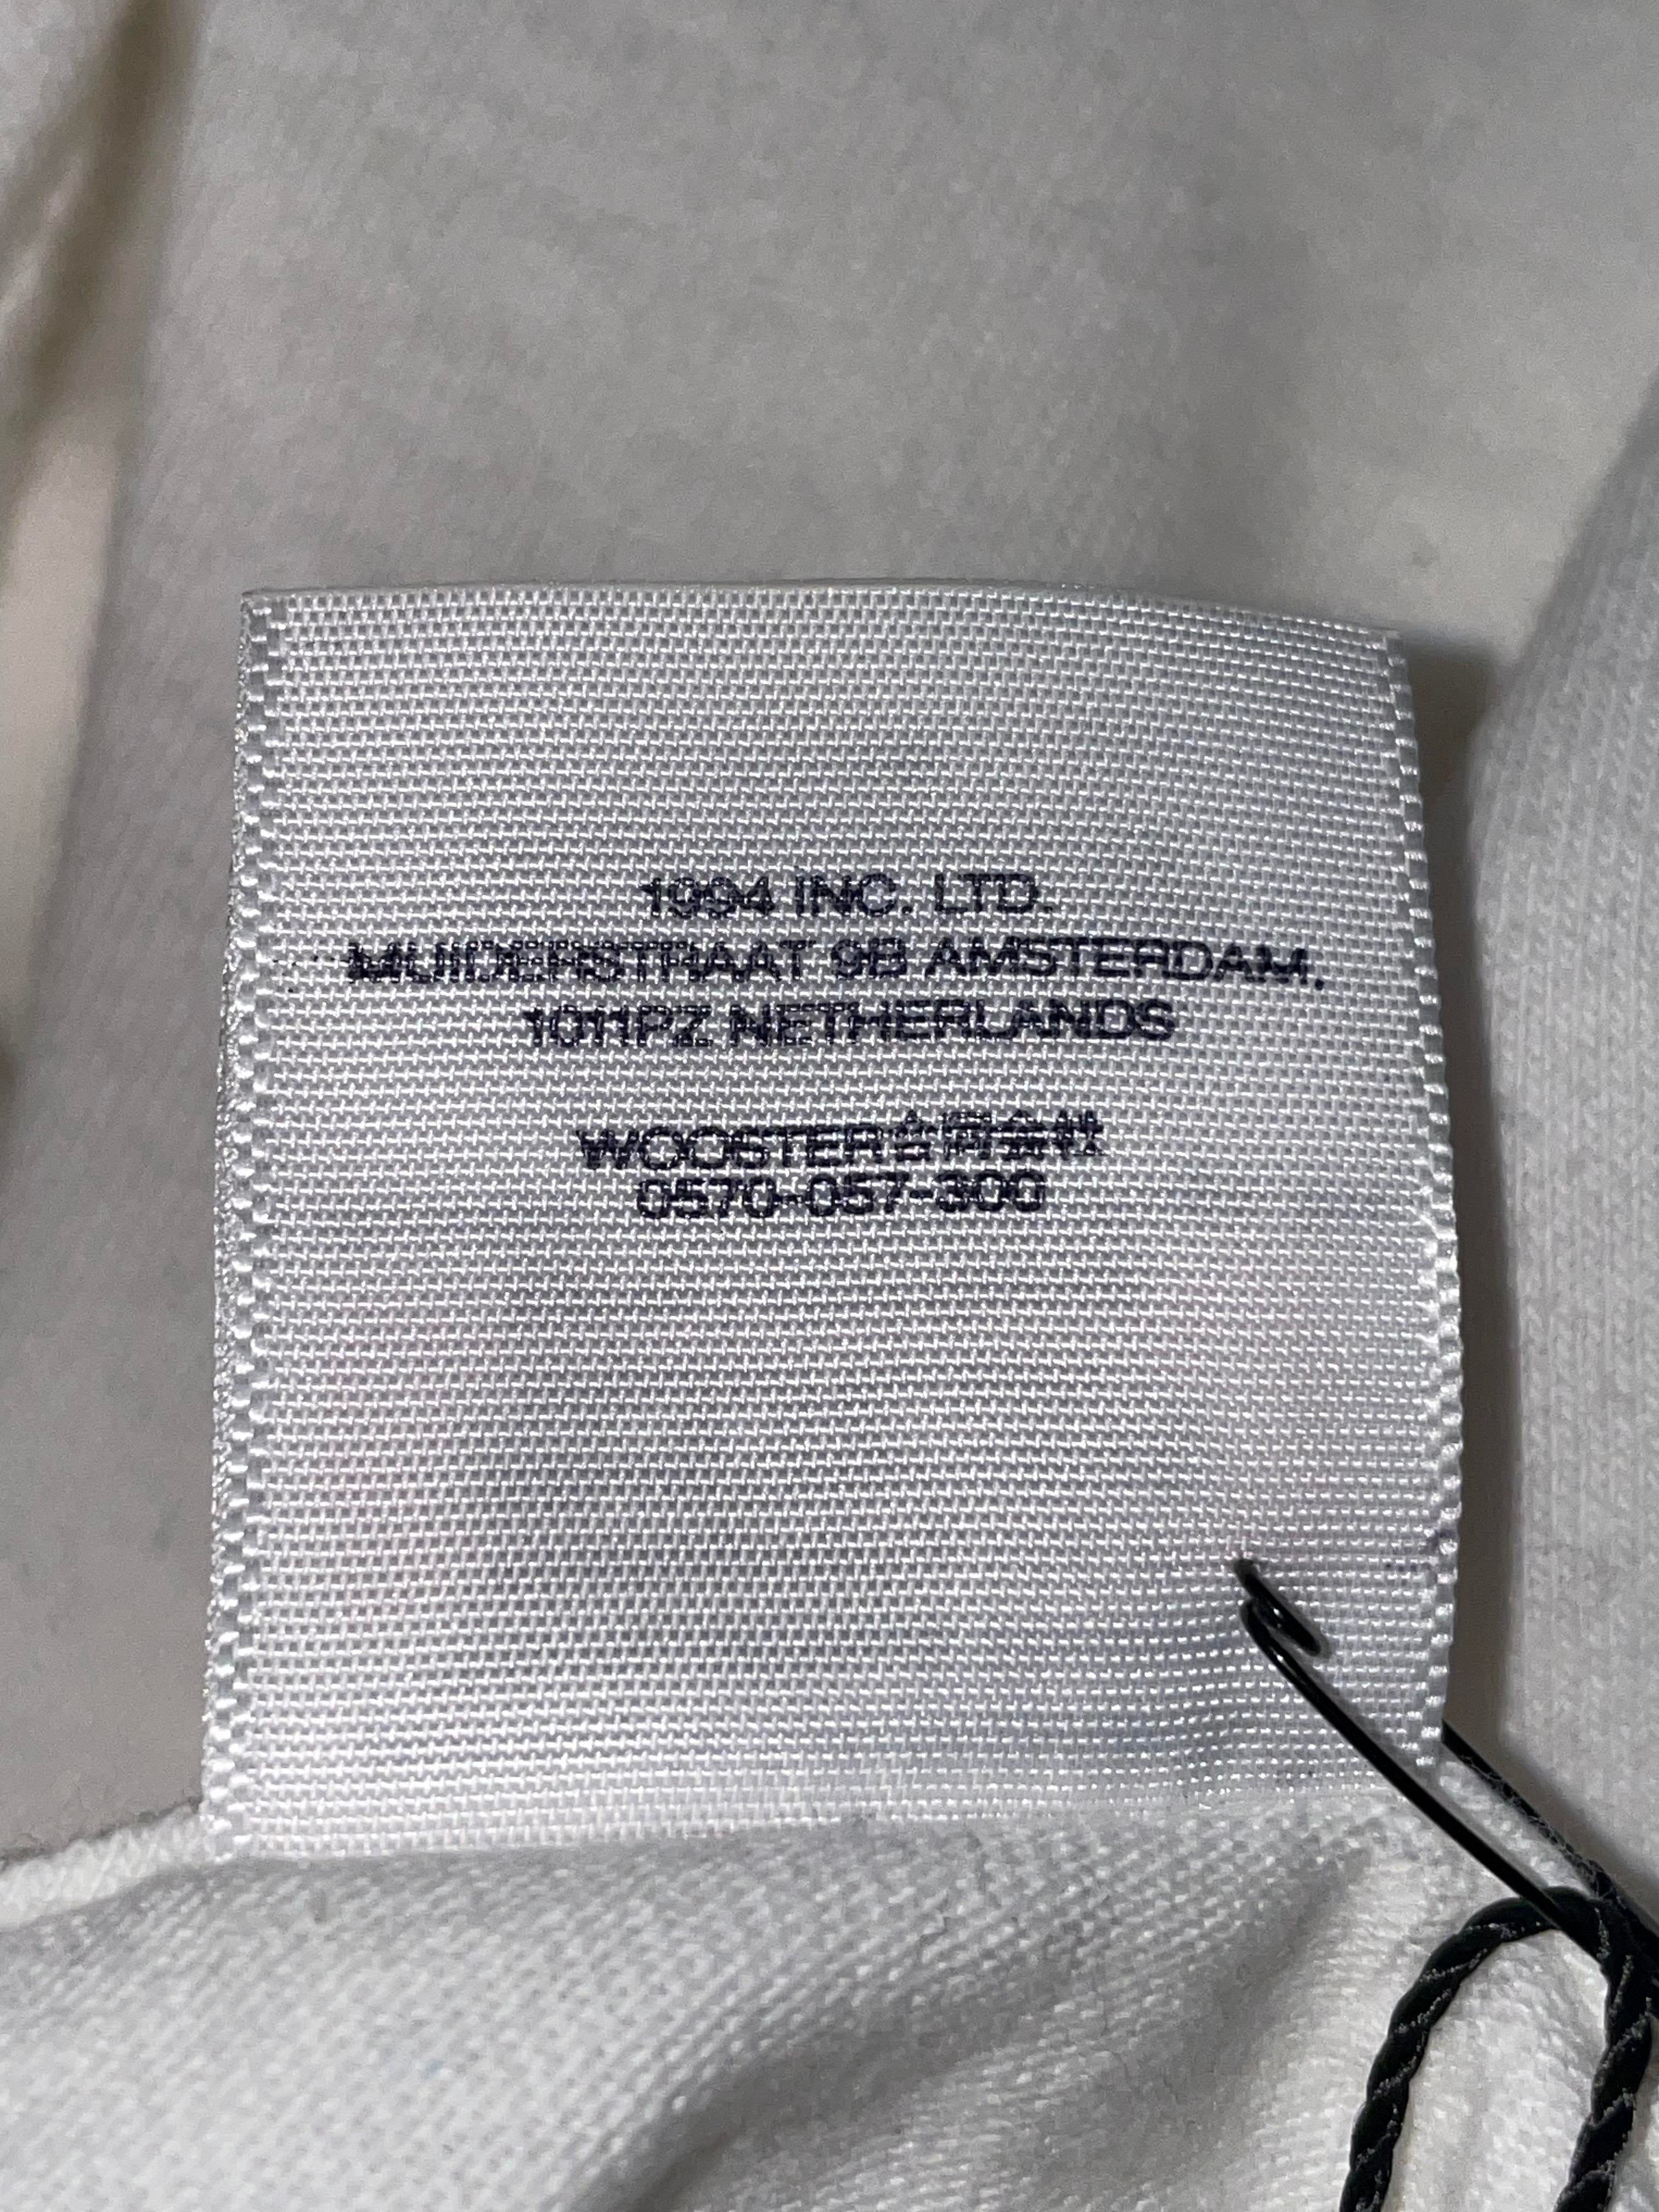 1994 INC. LTD.
MUIDERSTRAAT 9B AMSTERDAM,
1011PZ NETHERLANDS
WOOSTER合同会社
0570-057-300